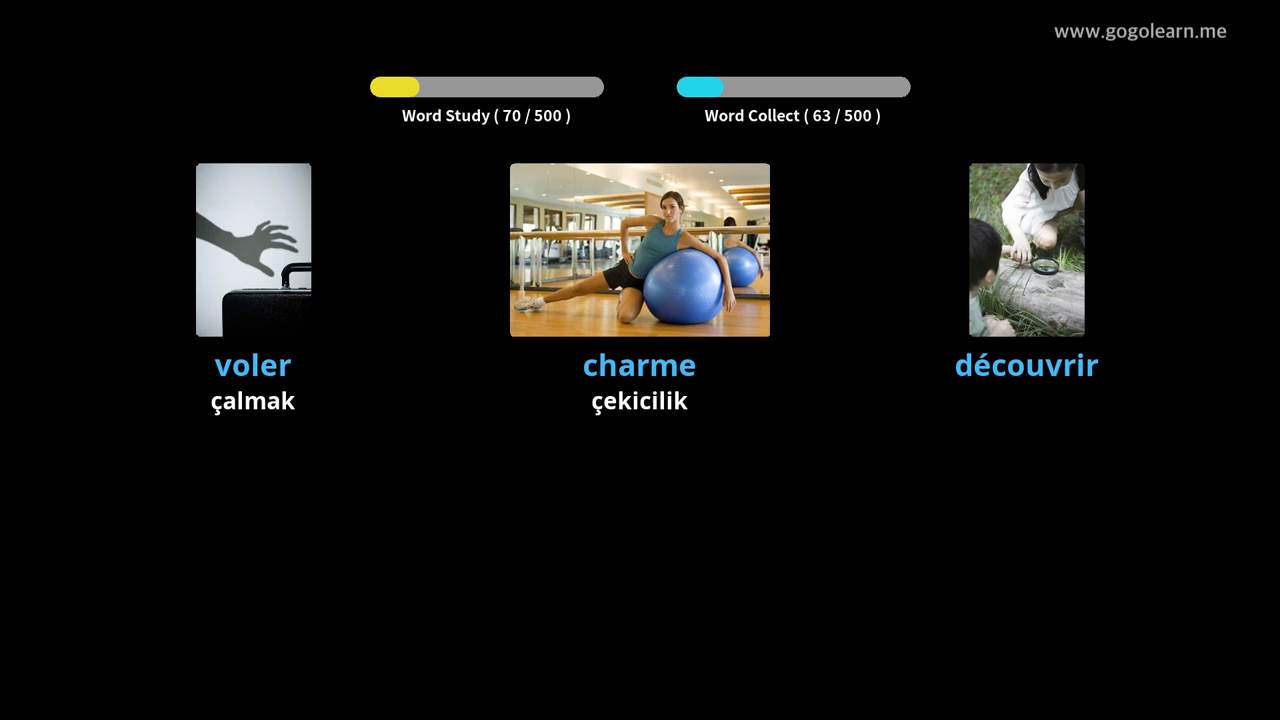 www.gogolearn.me
Word Study ( 70 / 500 )
Word Collect ( 63 / 500 )
voler
çalmak
charme
çekicilik
découvrir